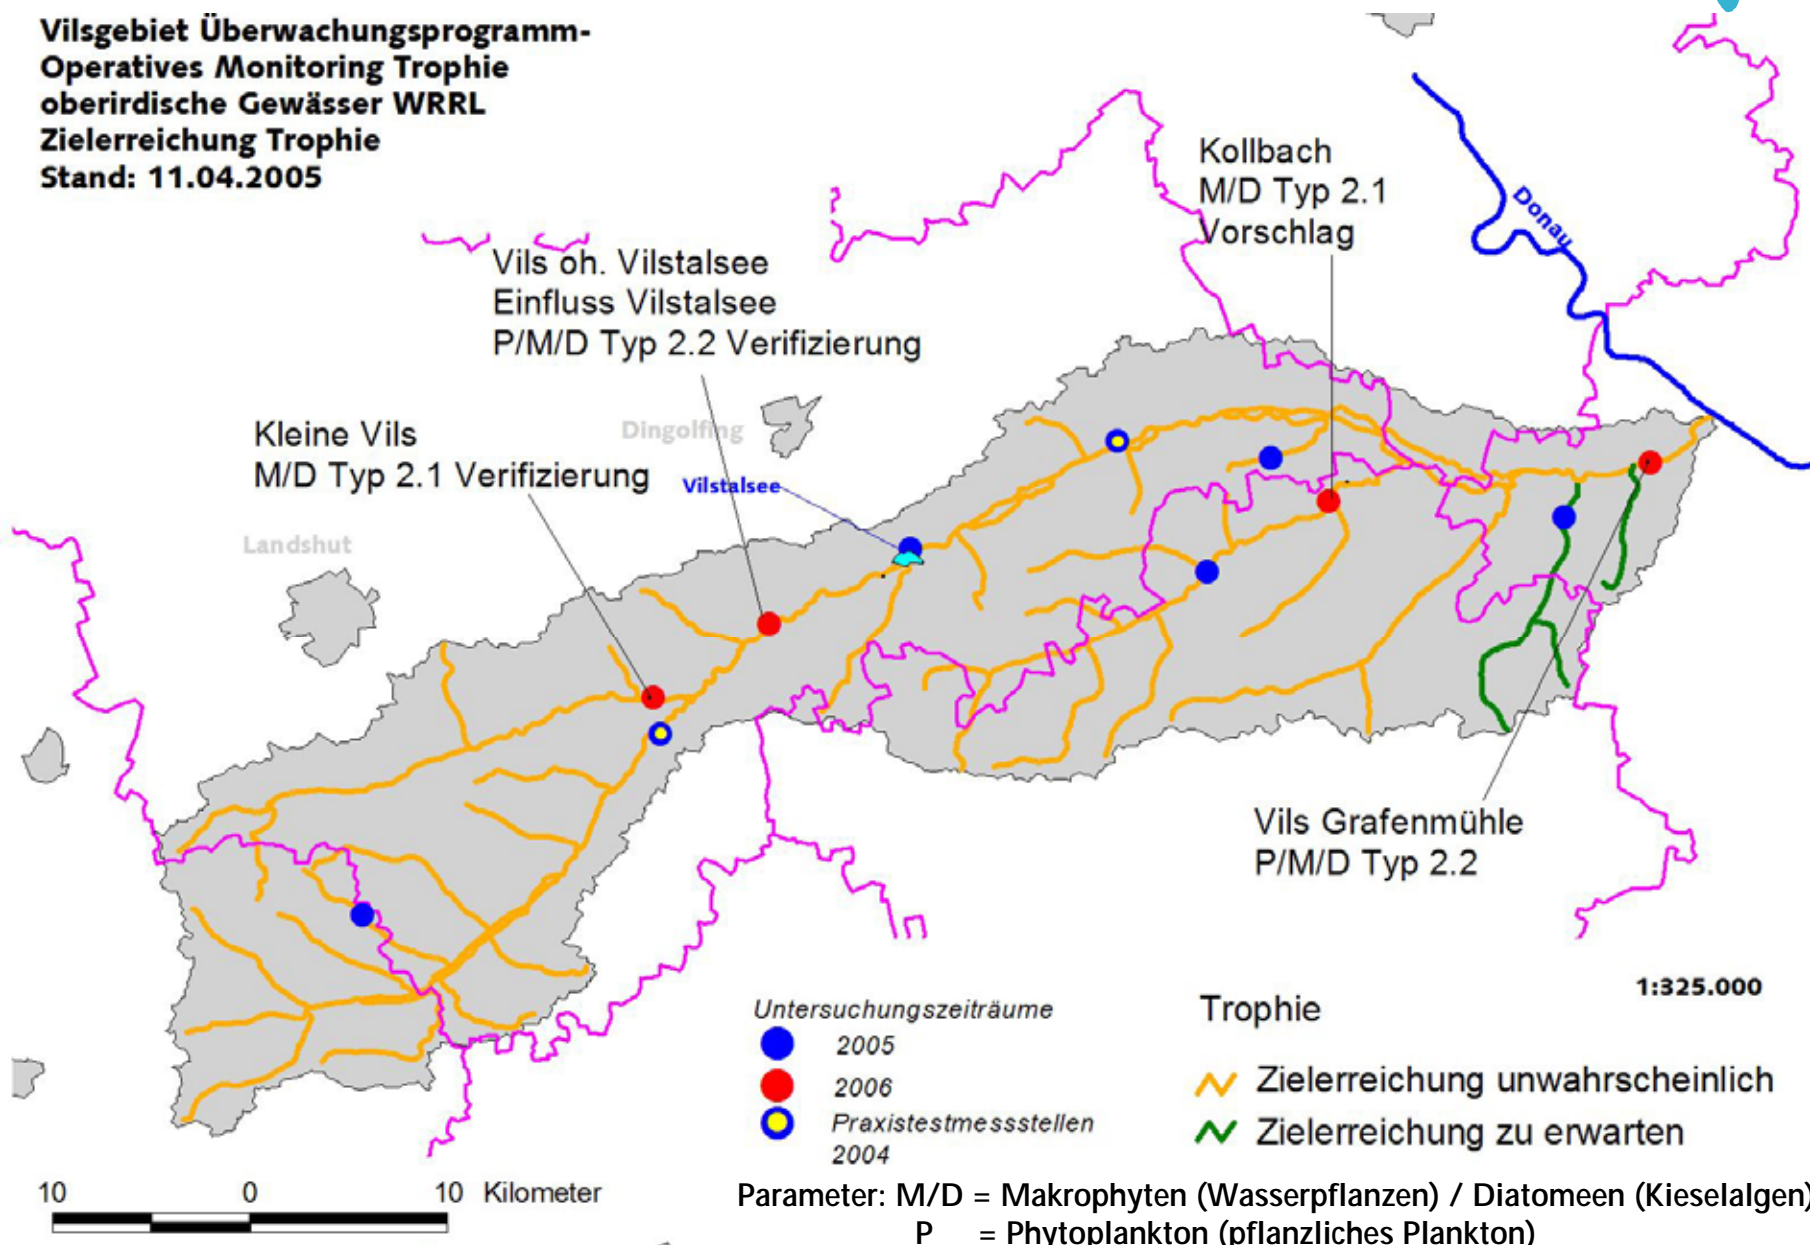 Vilsgebiet Überwachungsprogramm-
Operatives Monitoring Trophie
oberirdische Gewässer WRRL
Zielerreichung Trophie
Stand: 11.04.2005
Kollbach
M/D Typ 2.1
Vorschlag
Donau
Vils oh. Vilstalsee
Einfluss Vilstalsee
P/M/D Typ 2.2 Verifizierung
Dingolfing
Kleine Vils
M/D Typ 2.1 Verifizierung
Vilstalsee
Landshut
Vils Grafenmühle
P/M/D Typ 2.2
1:325.000
Untersuchungszeiträume
2005
2006
Praxistestmessstellen
2004
Trophie
Zielerreichung unwahrscheinlich
Zielerreichung zu erwarten
10 0 10 Kilometer
Parameter: M/D = Makrophyten (Wasserpflanzen) / Diatomeen (Kieselalgen)
P = Phytoplankton (pflanzliches Plankton)